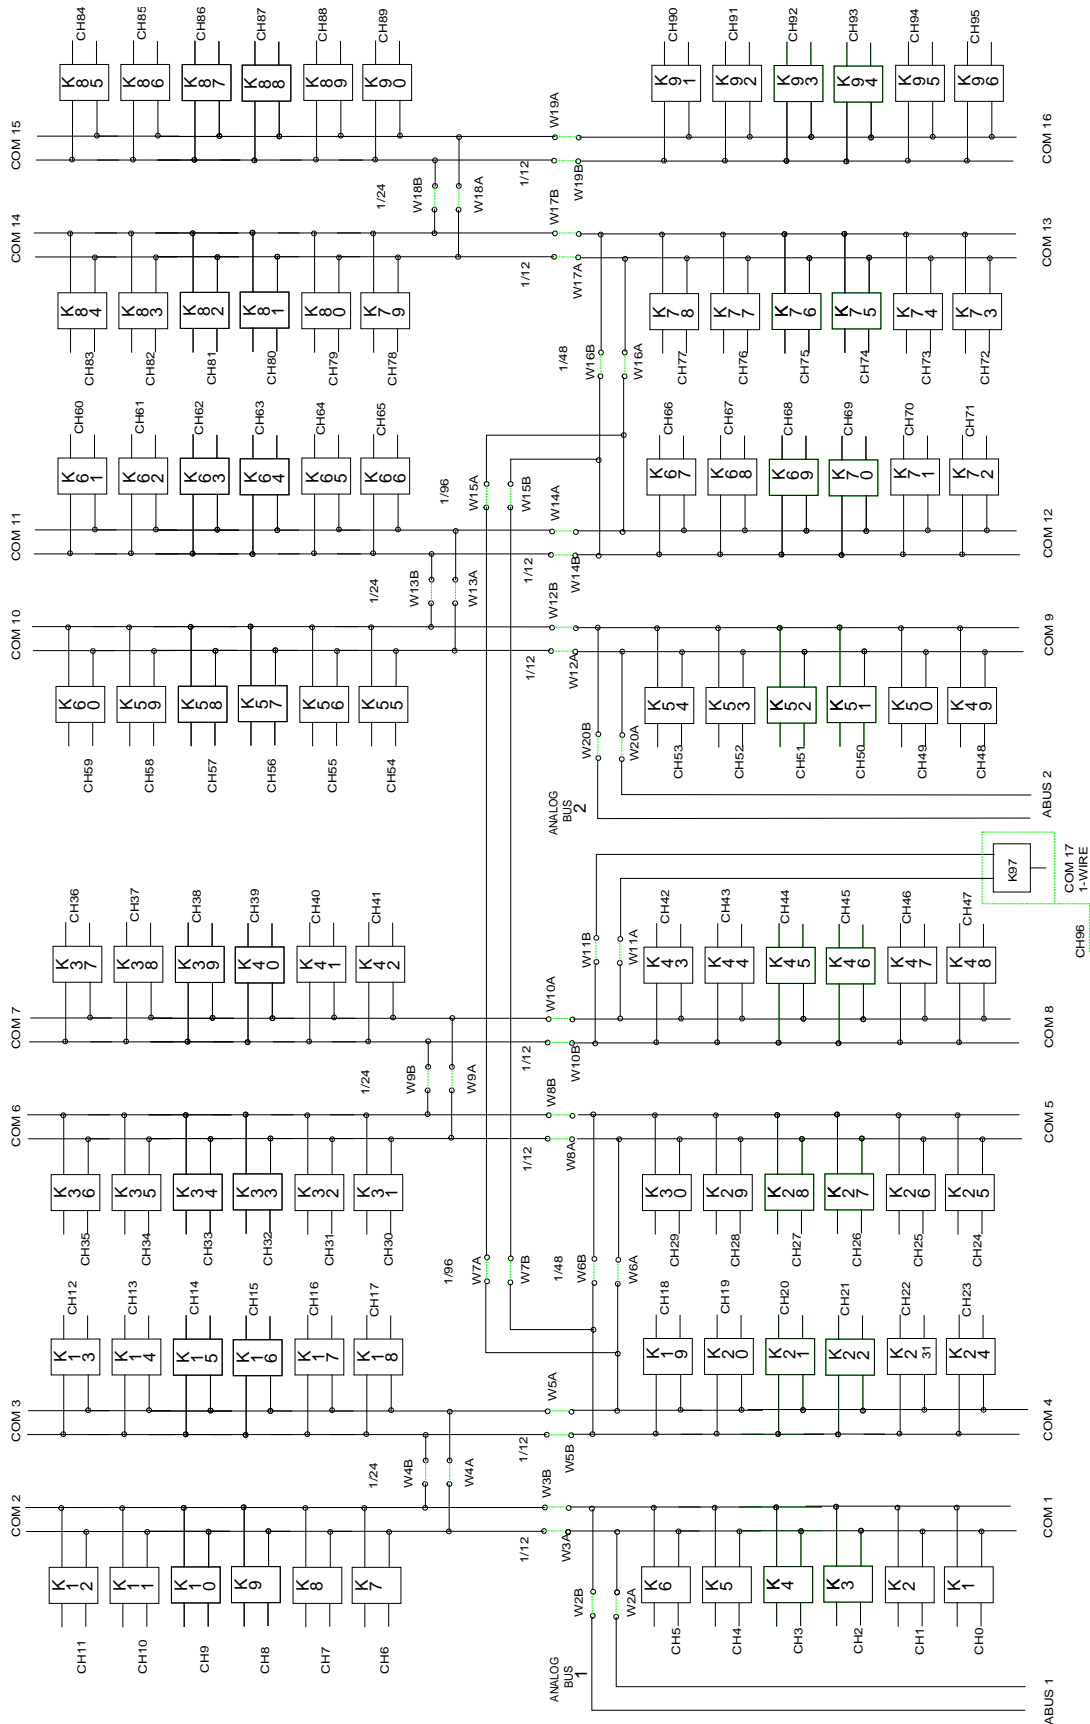 CH84
CH85
CH86
CH87
CH88
CH89
CH90
CH91
CH92
CH93
CH94
CH95
K85
K86
K87
K88
K89
K90
K91
K92
K93
K94
K95
K96
COM 15
W19A
COM 16
1/24
W18B
W18A
1/12
W19B
W17B
COM 14
1/12
W17A
COM 13
K84
K83
K82
K81
K80
K79
K78
K77
K76
K75
K74
K73
CH83
CH82
CH81
CH80
CH79
CH78
CH77
CH76
CH75
CH74
CH73
CH72
1/48
W16B
W16A
CH60
CH61
CH62
CH63
CH64
CH65
CH66
CH67
CH68
CH69
CH70
CH71
K61
K62
K63
K64
K65
K66
K67
K68
K69
K70
K71
K72
1/96
W15A
W15B
COM 11
W14A
COM 12
1/24
W13B
W13A
1/12
W14B
W12B
COM 10
1/12
W12A
COM 9
K60
K59
K58
K57
K56
K55
K54
K53
K52
K51
K50
K49
CH59
CH58
CH57
CH56
CH55
CH54
CH53
CH52
CH51
CH50
CH49
CH48
W20B
W20A
ANALOG
BUS
2
ABUS 2
K97
COM 17
1-WIRE
CH96
CH36
CH37
CH38
CH39
CH40
CH41
CH42
CH43
CH44
CH45
CH46
CH47
K37
K38
K39
K40
K41
K42
K43
K44
K45
K46
K47
K48
W11B
W11A
COM 7
W10A
COM 8
1/24
W9B
W9A
1/12
W10B
W8B
COM 6
1/12
W8A
COM 5
K36
K35
K34
K33
K32
K31
K30
K29
K28
K27
K26
K25
CH35
CH34
CH33
CH32
CH31
CH30
CH29
CH28
CH27
CH26
CH25
CH24
1/96
W7A
W7B
1/48
W6B
W6A
CH12
CH13
CH14
CH15
CH16
CH17
CH18
CH19
CH20
CH21
CH22
CH23
K13
K14
K15
K16
K17
K18
K19
K20
K21
K22
K2 31
K24
COM 3
W5A
COM 4
1/24
W4B
W4A
1/12
W5B
W3B
COM 2
1/12
W3A
COM 1
K12
K11
K10
K9
K8
K7
K6
K5
K4
K3
K2
K1
CH11
CH10
CH9
CH8
CH7
CH6
CH5
CH4
CH3
CH2
CH1
CH0
W2B
W2A
ANALOG
BUS
1
ABUS 1